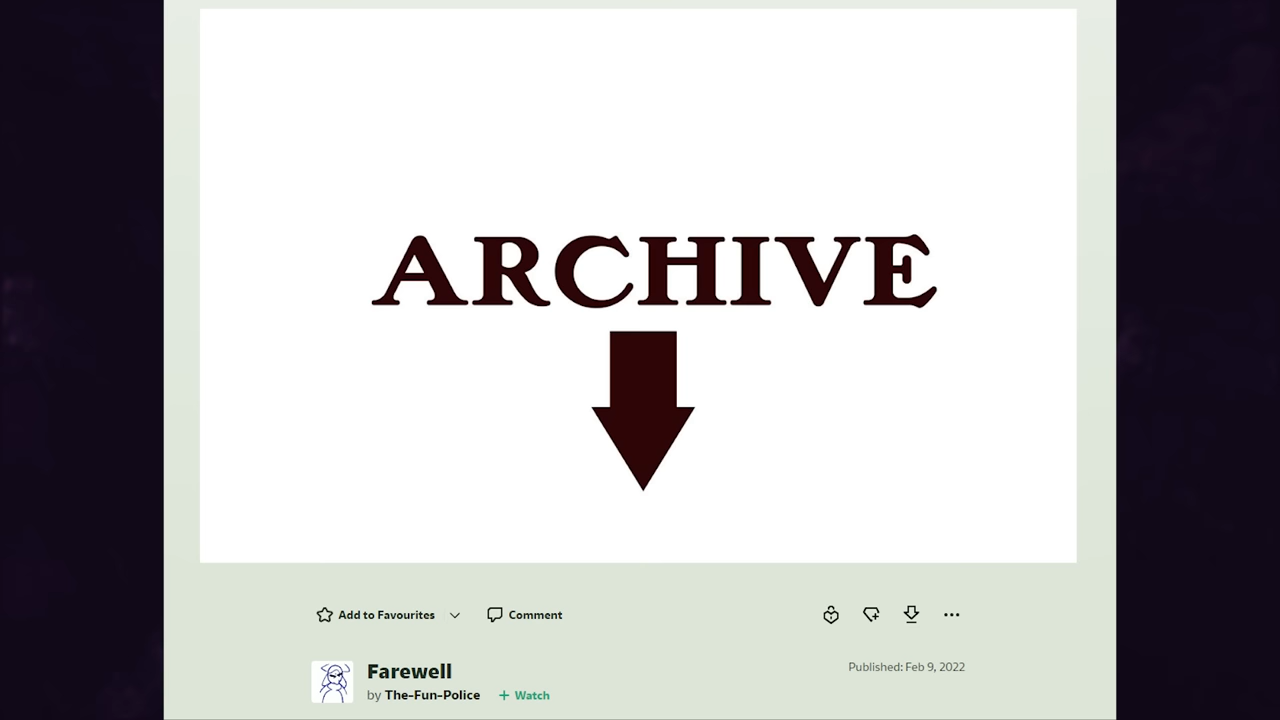 ARCHIVE
Add to Favourites
Comment
Farewell
Published: Feb 9, 2022
by The-Fun-Police + Watch